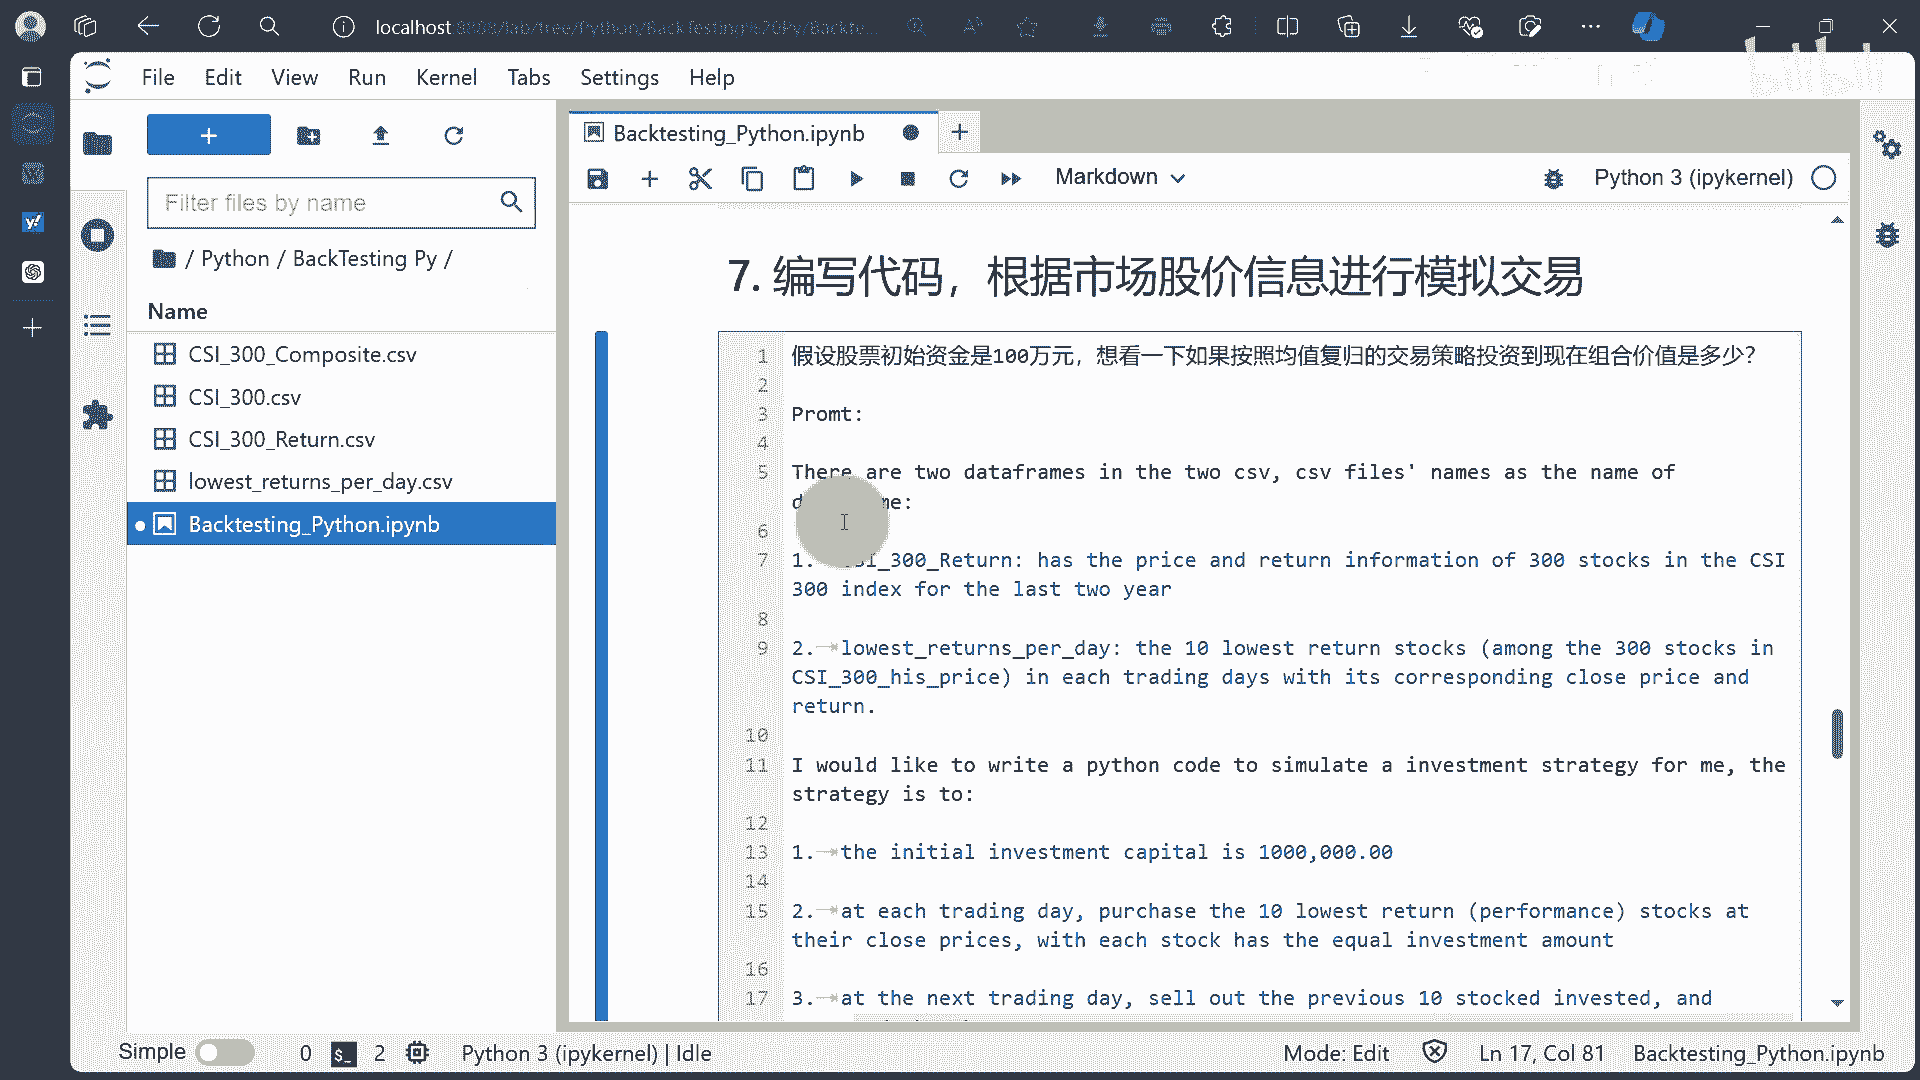 localhost
bilibili
File Edit View Run Kernel Tabs Settings Help
+
Filter files by name
/ Python / BackTesting Py /
Name
CSI_300_Composite.csv
CSI_300.csv
CSI_300_Return.csv
lowest_returns_per_day.csv
Backtesting_Python.ipynb
Backtesting_Python.ipynb
Markdown
Python 3 (ipykernel)
7. 编写代码，根据市场股价信息进行模拟交易
1 假设股票初始资金是100万元，想看一下如果按照均值复归的交易策略投资到现在组合价值是多少？
2
3 Promt:
4
5 There are two dataframes in the two csv, csv files' names as the name of
me:
6
7 1. _300_Return: has the price and return information of 300 stocks in the CSI
300 index for the last two year
8
9 2. lowest_returns_per_day: the 10 lowest return stocks (among the 300 stocks in
CSI_300_his_price) in each trading days with its corresponding close price and
return.
10
11 I would like to write a python code to simulate a investment strategy for me, the
strategy is to:
12
13 1. the initial investment capital is 1000,000.00
14
15 2. at each trading day, purchase the 10 lowest return (performance) stocks at
their close prices, with each stock has the equal investment amount
16
17 3. at the next trading day, sell out the previous 10 stocked invested, and
Simple 0 $_ 2 Python 3 (ipykernel) | Idle Mode: Edit Ln 17, Col 81 Backtesting_Python.ipynb